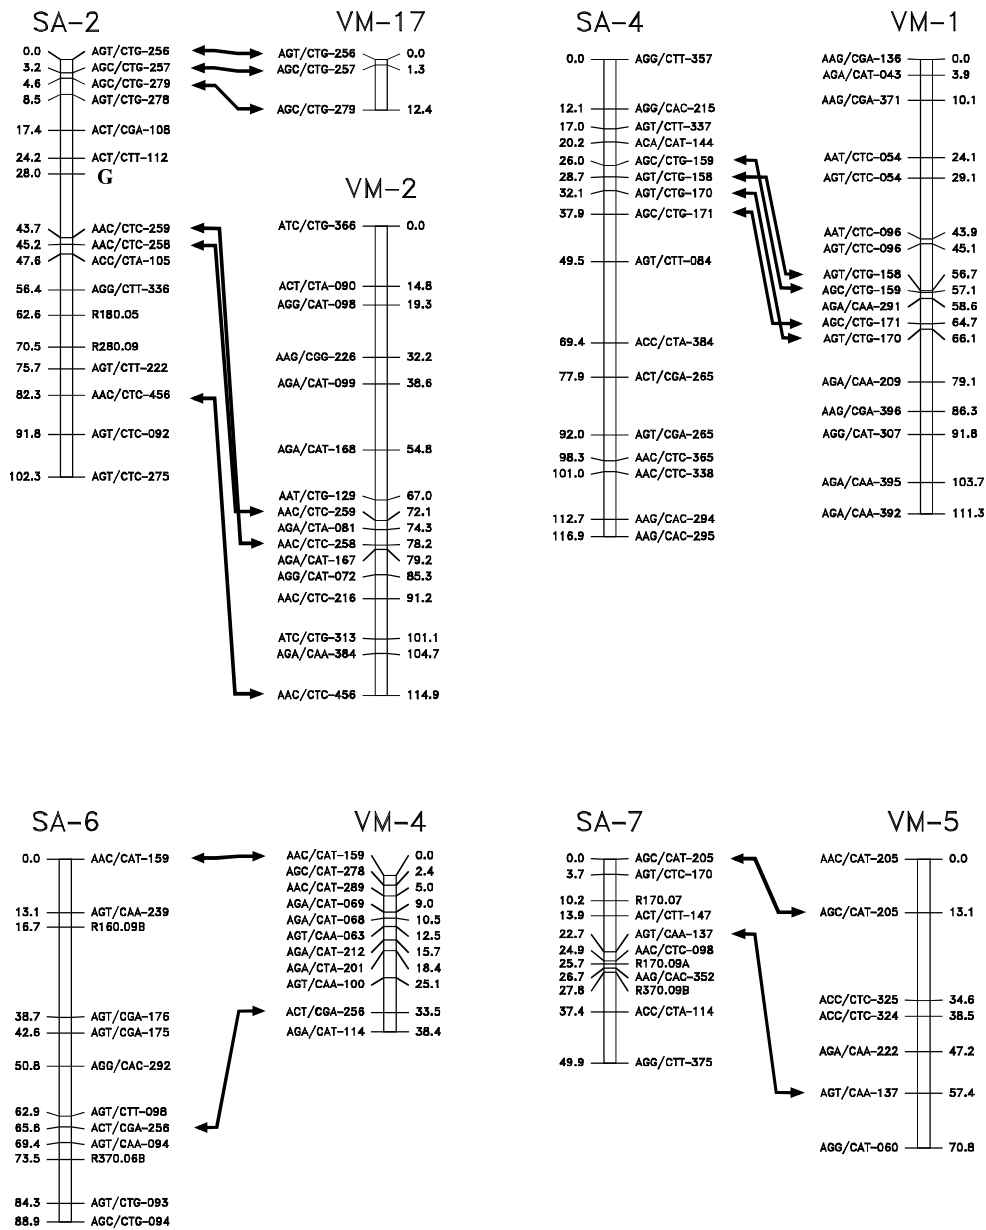 SA-2
0.0 AGT/CTG-256
3.2 AGC/CTG-257
4.6 AGC/CTG-279
8.5 AGT/CTG-278
17.4 ACT/CGA-108
24.2 ACT/CTT-112
28.0 G
43.7 AAC/CTC-259
45.2 AAC/CTC-258
47.6 ACC/CTA-105
56.4 AGG/CTT-336
62.6 R180.05
70.5 R280.09
75.7 AGT/CTT-222
82.3 AAC/CTC-456
91.8 AGT/CTC-092
102.3 AGT/CTC-275
VM-17
AGT/CTG-256 0.0
AGC/CTG-257 1.3
AGC/CTG-279 12.4
VM-2
ATC/CTG-366 0.0
ACT/CTA-090 14.8
AGG/CAT-098 19.3
AAG/CGG-226 32.2
AGA/CAT-099 38.6
AGA/CAT-168 54.8
AAT/CTG-129 67.0
AAC/CTC-259 72.1
AGA/CTA-081 74.3
AAC/CTC-258 78.2
AGA/CAT-167 79.2
AGG/CAT-072 85.3
AAC/CTC-216 91.2
ATC/CTG-313 101.1
AGA/CAA-384 104.7
AAC/CTC-456 114.9
SA-4
0.0 AGG/CTT-357
12.1 AGG/CAC-215
17.0 AGT/CTT-337
20.2 ACA/CAT-144
26.0 AGC/CTG-159
28.7 AGT/CTG-158
32.1 AGT/CTG-170
37.9 AGC/CTG-171
49.5 AGT/CTT-084
69.4 ACC/CTA-384
77.9 ACT/CGA-265
92.0 AGT/CGA-265
98.3 AAC/CTC-365
101.0 AAC/CTC-338
112.7 AAG/CAC-294
116.9 AAG/CAC-295
VM-1
AAG/CGA-136 0.0
AGA/CAT-043 3.9
AAG/CGA-371 10.1
AAT/CTC-054 24.1
AGT/CTC-054 29.1
AAT/CTC-096 43.9
AGT/CTC-096 45.1
AGT/CTG-158 56.7
AGC/CTG-159 57.1
AGA/CAA-291 58.6
AGC/CTG-171 64.7
AGT/CTG-170 66.1
AGA/CAA-209 79.1
AAG/CGA-396 86.3
AGG/CAT-307 91.8
AGA/CAA-395 103.7
AGA/CAA-392 111.3
SA-6
0.0 AAC/CAT-159
13.1 AGT/CAA-239
16.7 R160.09B
38.7 AGT/CGA-176
42.6 AGT/CGA-175
50.8 AGG/CAC-292
62.9 AGT/CTT-098
65.6 ACT/CGA-256
69.4 AGT/CAA-094
73.5 R370.06B
84.3 AGT/CTG-093
88.9 AGC/CTG-094
VM-4
AAC/CAT-159 0.0
AGC/CAT-278 2.4
AAC/CAT-289 5.0
AGA/CAT-069 9.0
AGA/CAT-068 10.5
AGT/CAA-063 12.5
AGA/CAT-212 15.7
AGA/CTA-201 18.4
AGT/CAA-100 25.1
ACT/CGA-256 33.5
AGA/CAT-114 38.4
SA-7
0.0 AGC/CAT-205
3.7 AGT/CTC-170
10.2 R170.07
13.9 ACT/CTT-147
22.7 AGT/CAA-137
24.9 AAC/CTC-098
25.7 R170.09A
26.7 AAG/CAC-352
27.8 R370.09B
37.4 ACC/CTA-114
49.9 AGG/CTT-375
VM-5
AAC/CAT-205 0.0
AGC/CAT-205 13.1
ACC/CTC-325 34.6
ACC/CTC-324 38.5
AGA/CAA-222 47.2
AGT/CAA-137 57.4
AGG/CAT-060 70.8